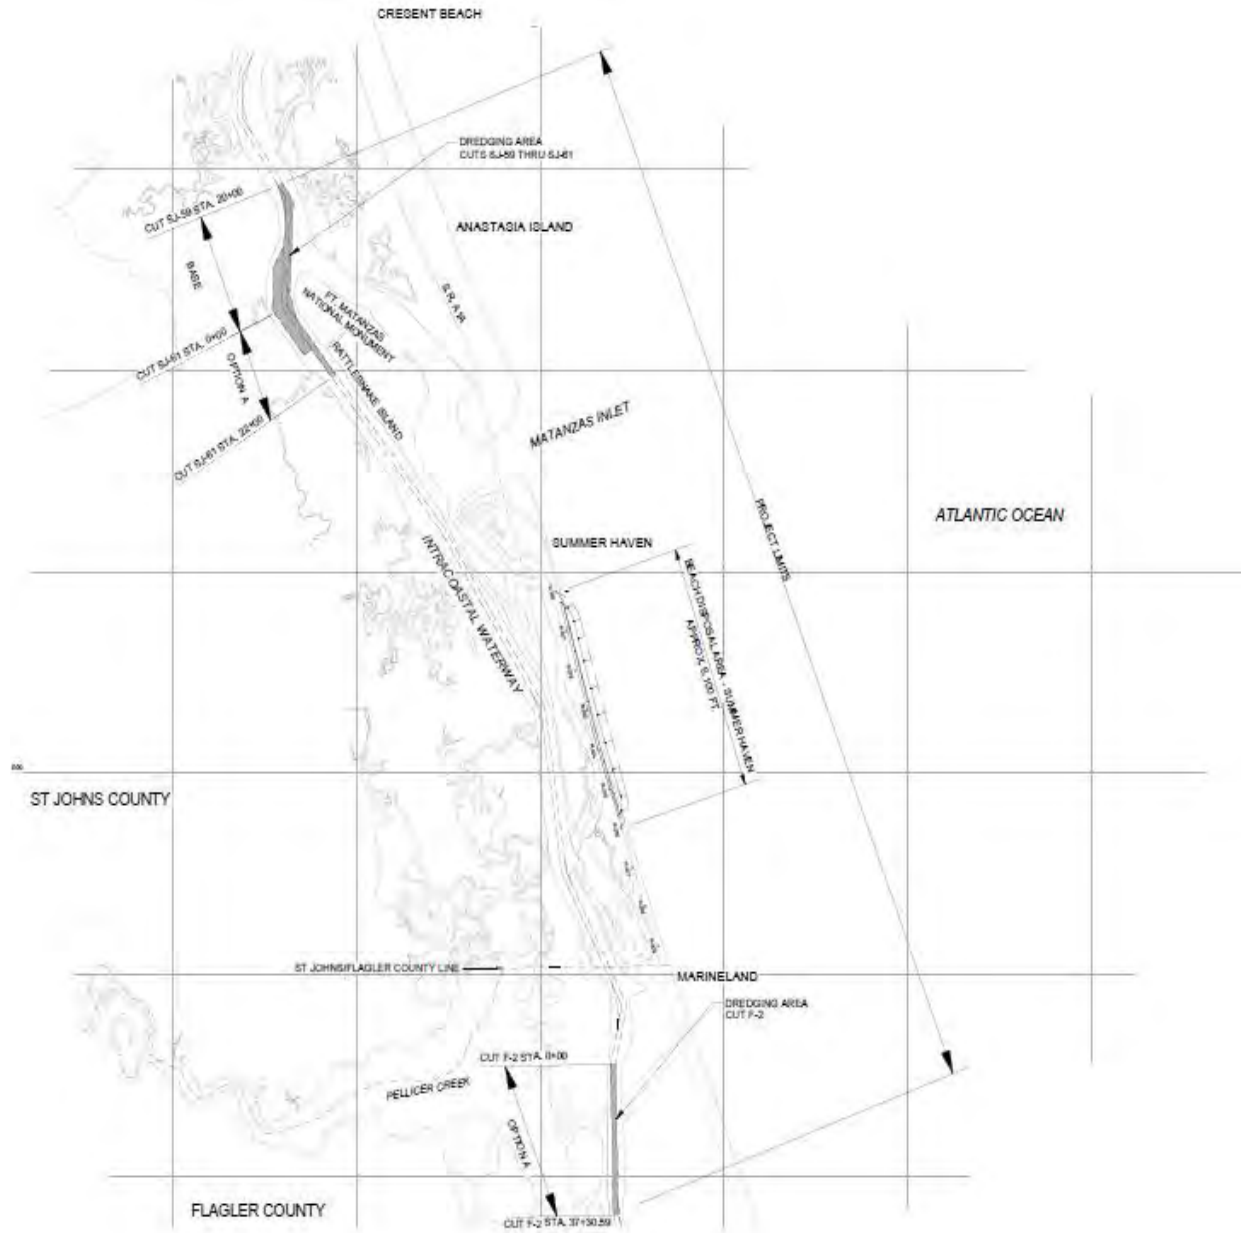 CRESENT BEACH
DREDGING AREA
CUTS SJ-59 THRU SJ-61
CUT SJ-59 STA. 20+00
ANASTASIA ISLAND
BASE
S.R. A1A
FT. MATANZAS
NATIONAL MONUMENT
CUT SJ-61 STA. 0+00
OPTION A
RATTLESNAKE ISLAND
CUT SJ-61 STA. 22+00
MATANZAS INLET
PROJECT LIMITS
ATLANTIC OCEAN
SUMMER HAVEN
INTRACOASTAL WATERWAY
BEACH DISPOSAL AREA - SUMMER HAVEN
APPROX.
FT.
ST JOHNS COUNTY
ST JOHNS/FLAGLER COUNTY LINE
MARINELAND
DREDGING AREA
CUT F-2
CUT F-2 STA. 0+00
PELLICER CREEK
OPTION A
FLAGLER COUNTY
CUT F-2 STA. 37+30.59